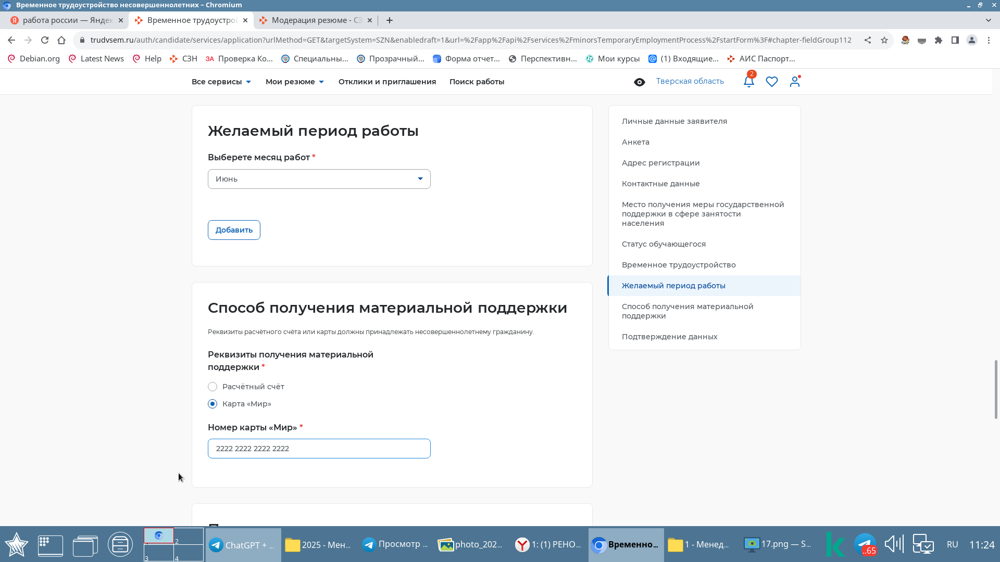 Временное трудоустройство несовершеннолетних – Chromium
работа россии — Яндек
Временное трудоустрой
Модерация резюме - СЗ
trudvsem.ru/auth/candidate/services/application?urlMethod=GET&targetSystem=SZN&enabledraft=1&url=%2Fapp%2Fapi%2Fservices%2FminorsTemporaryEmploymentProcess%2FstartForm%3F#chapter-fieldGroup112
Debian.org
Latest News
Help
СЗН
ЗА Проверка Ко...
Специальны...
Прозрачный...
Форма отчет...
Перспективн...
Мои курсы
(1) Входящие...
АИС Паспорт...
Все сервисы
Мои резюме
Отклики и приглашения
Поиск работы
Тверская область
2
Желаемый период работы
Выберете месяц работ *
Июнь
Добавить
Способ получения материальной поддержки
Реквизиты расчётного счёта или карты должны принадлежать несовершеннолетнему гражданину.
Реквизиты получения материальной
поддержки *
Расчётный счёт
Карта «Мир»
Номер карты «Мир» *
2222 2222 2222 2222
Личные данные заявителя
Анкета
Адрес регистрации
Контактные данные
Место получения меры государственной
поддержки в сфере занятости
населения
Статус обучающегося
Временное трудоустройство
Желаемый период работы
Способ получения материальной
поддержки
Подтверждение данных
2
3
4
ChatGPT + ...
2025 - Мен...
Просмотр ...
photo_202...
1: (1) РЕНО...
Временно...
1 - Менед...
17.png — S...
..65
RU
11:24